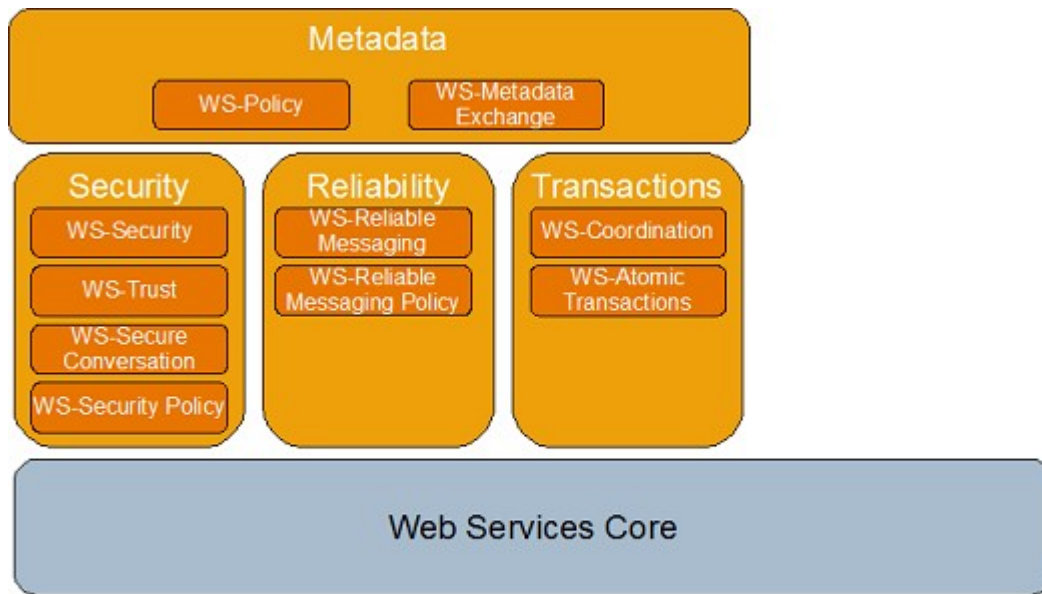 Metadata
WS-Policy
WS-Metadata
Exchange
Security
WS-Security
WS-Trust
WS-Secure
Conversation
WS-Security Policy
Reliability
WS-Reliable
Messaging
WS-Reliable
Messaging Policy
Transactions
WS-Coordination
WS-Atomic
Transactions
Web Services Core